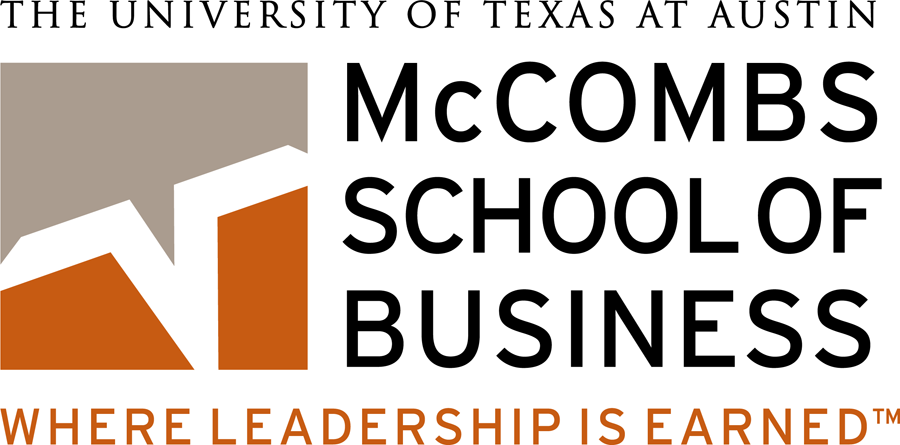 THE UNIVERSITY OF TEXAS AT AUSTIN
McCOMBS
SCHOOL OF
BUSINESS
WHERE LEADERSHIP IS EARNED™